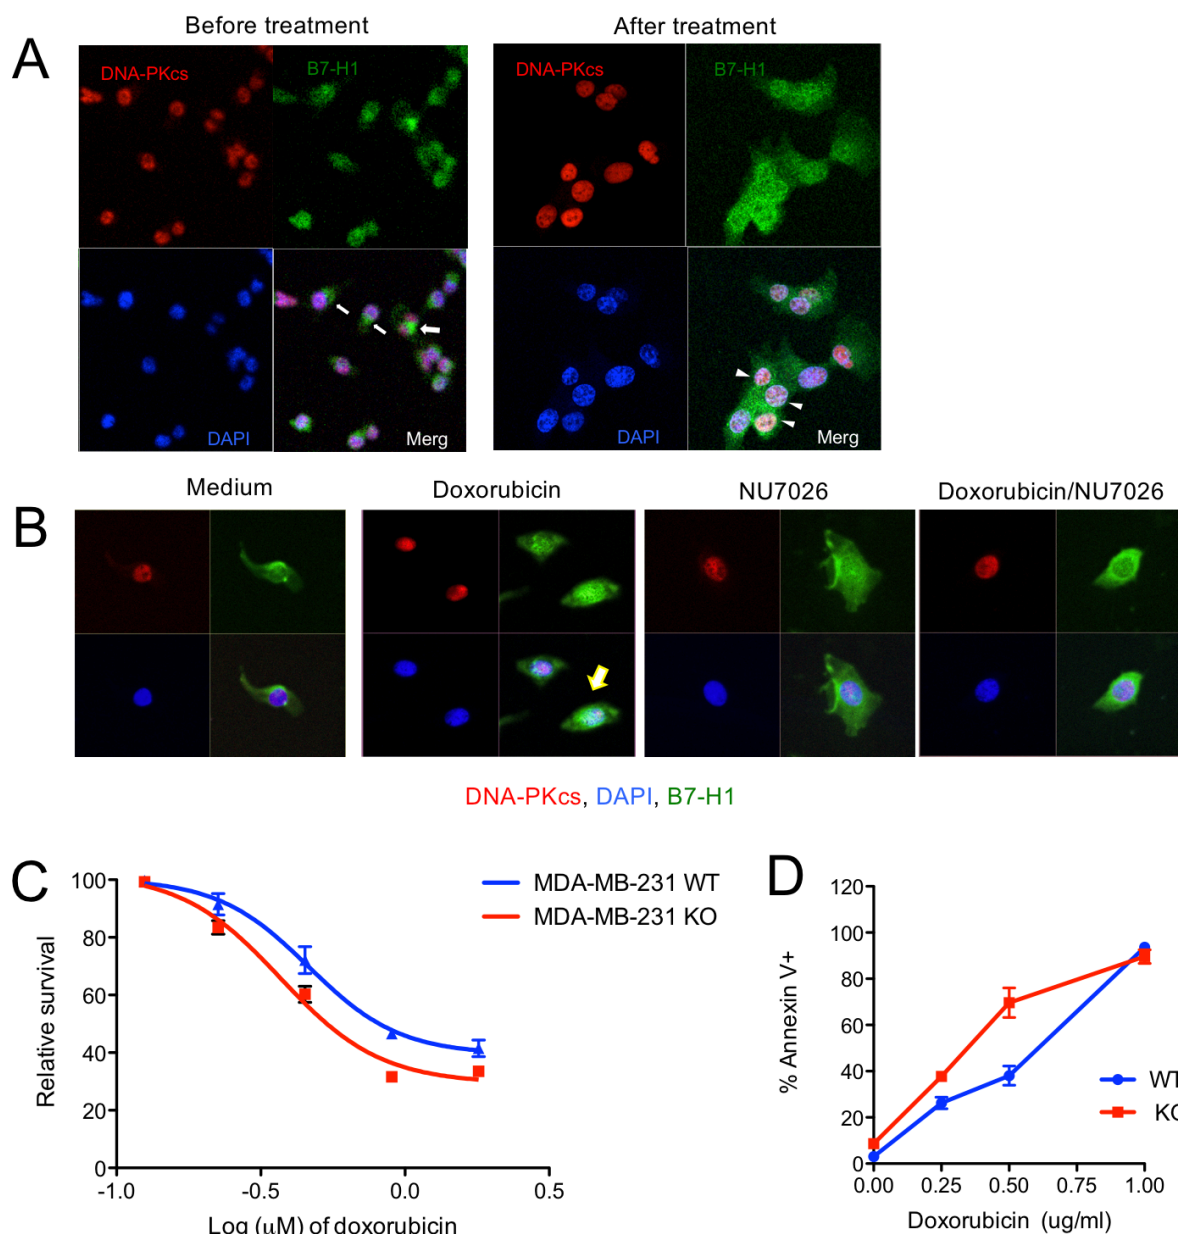 A
Before treatment
After treatment
DNA-PKcs
B7-H1
DNA-PKcs
B7-H1
DAPI
Merg
DAPI
Merg
B
Medium
Doxorubicin
NU7026
Doxorubicin/NU7026
DNA-PKcs, DAPI, B7-H1
C
Relative survival
100
80
60
40
20
0
-1.0
-0.5
0.0
0.5
Log (µM) of doxorubicin
MDA-MB-231 WT
MDA-MB-231 KO
D
% Annexin V+
120
100
80
60
40
20
0
0.00
0.25
0.50
0.75
1.00
Doxorubicin (ug/ml)
WT
KO